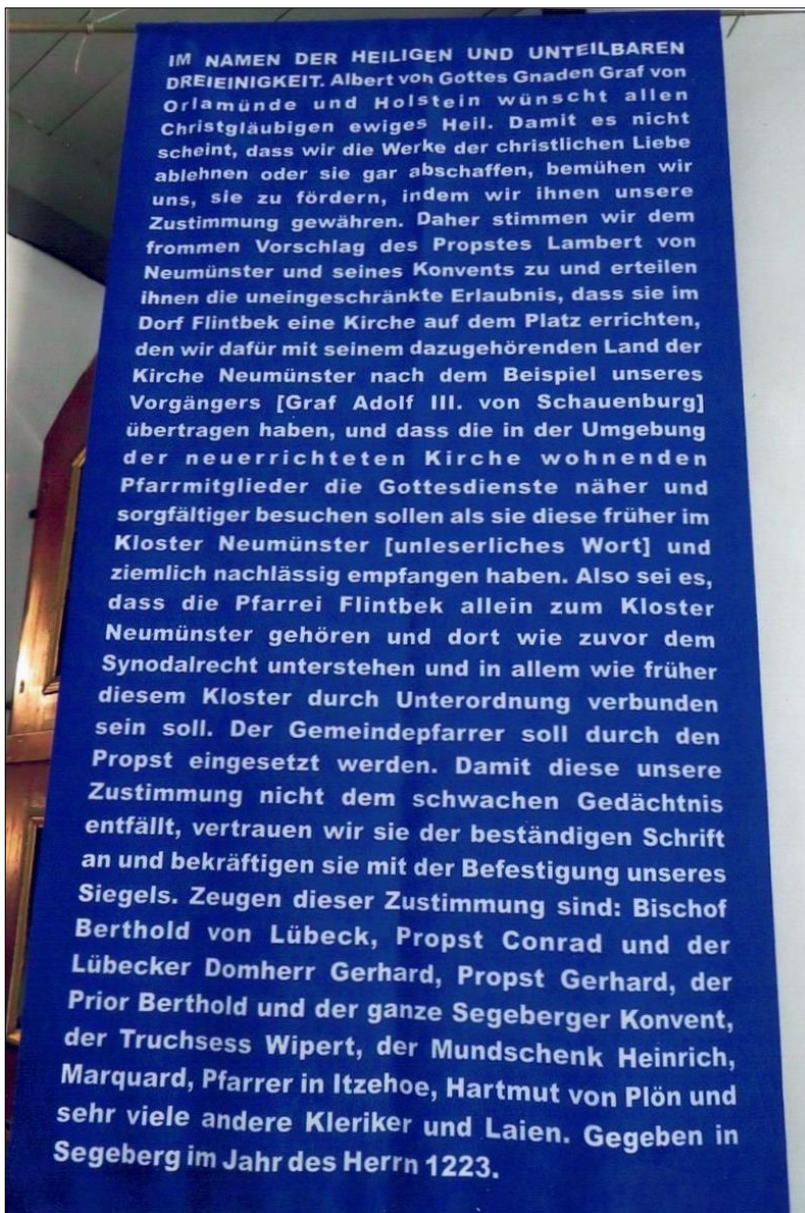 IM NAMEN DER HEILIGEN UND UNTEILBAREN
DREIEINIGKEIT. Albert von Gottes Gnaden Graf von
Orlamünde und Holstein wünscht allen
Christgläubigen ewiges Heil. Damit es nicht
scheint, dass wir die Werke der christlichen Liebe
ablehnen oder sie gar abschaffen, bemühen wir
uns, sie zu fördern, indem wir ihnen unsere
Zustimmung gewähren. Daher stimmen wir dem
frommen Vorschlag des Propstes Lambert von
Neumünster und seines Konvents zu und erteilen
ihnen die uneingeschränkte Erlaubnis, dass sie im
Dorf Flintbek eine Kirche auf dem Platz errichten,
den wir dafür mit seinem dazugehörenden Land der
Kirche Neumünster nach dem Beispiel unseres
Vorgängers [Graf Adolf III. von Schauenburg]
übertragen haben, und dass die in der Umgebung
der neuerrichteten Kirche wohnenden
Pfarrmitglieder die Gottesdienste näher und
sorgfältiger besuchen sollen als sie diese früher im
Kloster Neumünster [unleserliches Wort] und
ziemlich nachlässig empfangen haben. Also sei es,
dass die Pfarrei Flintbek allein zum Kloster
Neumünster gehören und dort wie zuvor dem
Synodalrecht unterstehen und in allem wie früher
diesem Kloster durch Unterordnung verbunden
sein soll. Der Gemeindepfarrer soll durch den
Propst eingesetzt werden. Damit diese unsere
Zustimmung nicht dem schwachen Gedächtnis
entfällt, vertrauen wir sie der beständigen Schrift
an und bekräftigen sie mit der Befestigung unseres
Siegels. Zeugen dieser Zustimmung sind: Bischof
Berthold von Lübeck, Propst Conrad und der
Lübecker Domherr Gerhard, Propst Gerhard, der
Prior Berthold und der ganze Segeberger Konvent,
der Truchsess Wipert, der Mundschenk Heinrich,
Marquard, Pfarrer in Itzehoe, Hartmut von Plön und
sehr viele andere Kleriker und Laien. Gegeben in
Segeberg im Jahr des Herrn 1223.